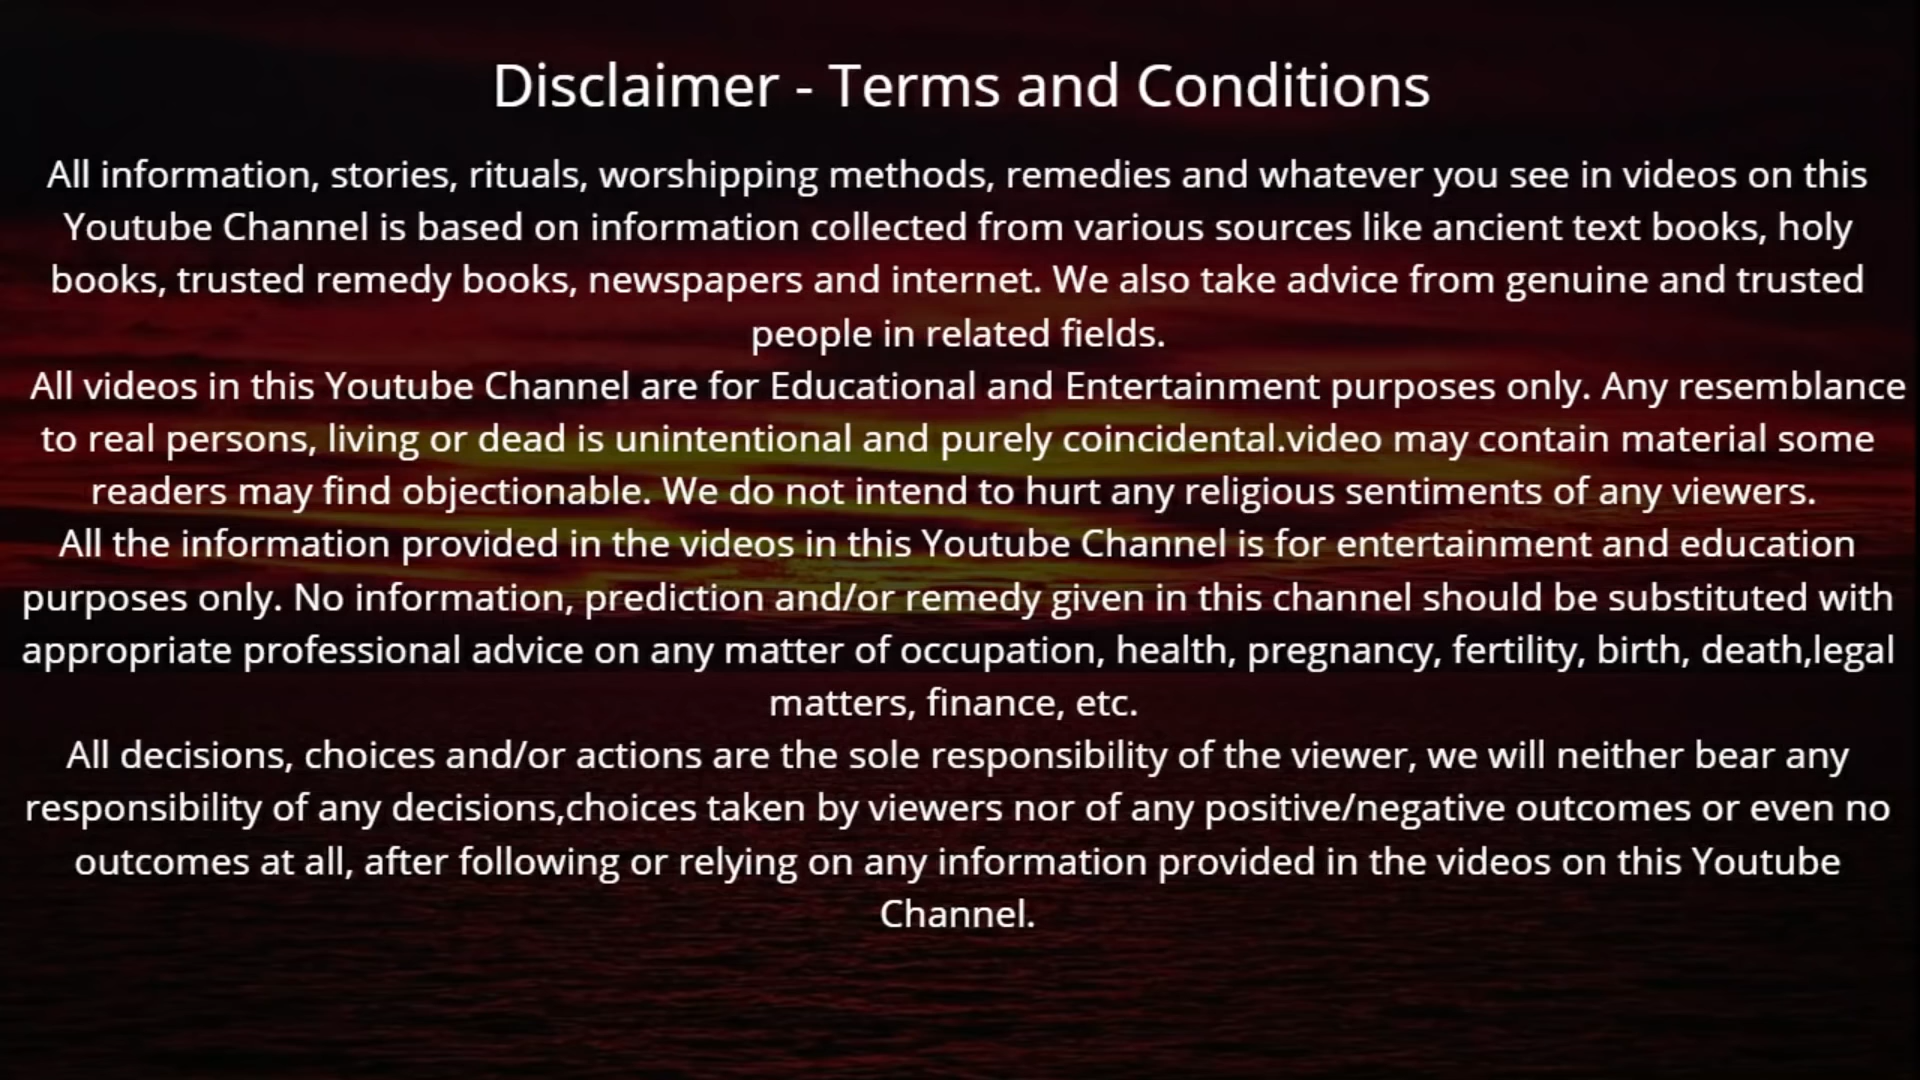 Disclaimer - Terms and Conditions
All information, stories, rituals, worshipping methods, remedies and whatever you see in videos on this
Youtube Channel is based on information collected from various sources like ancient text books, holy
books, trusted remedy books, newspapers and internet. We also take advice from genuine and trusted
people in related fields.
All videos in this Youtube Channel are for Educational and Entertainment purposes only. Any resemblance
to real persons, living or dead is unintentional and purely coincidental.video may contain material some
readers may find objectionable. We do not intend to hurt any religious sentiments of any viewers.
All the information provided in the videos in this Youtube Channel is for entertainment and education
purposes only. No information, prediction and/or remedy given in this channel should be substituted with
appropriate professional advice on any matter of occupation, health, pregnancy, fertility, birth, death,legal
matters, finance, etc.
All decisions, choices and/or actions are the sole responsibility of the viewer, we will neither bear any
responsibility of any decisions,choices taken by viewers nor of any positive/negative outcomes or even no
outcomes at all, after following or relying on any information provided in the videos on this Youtube
Channel.